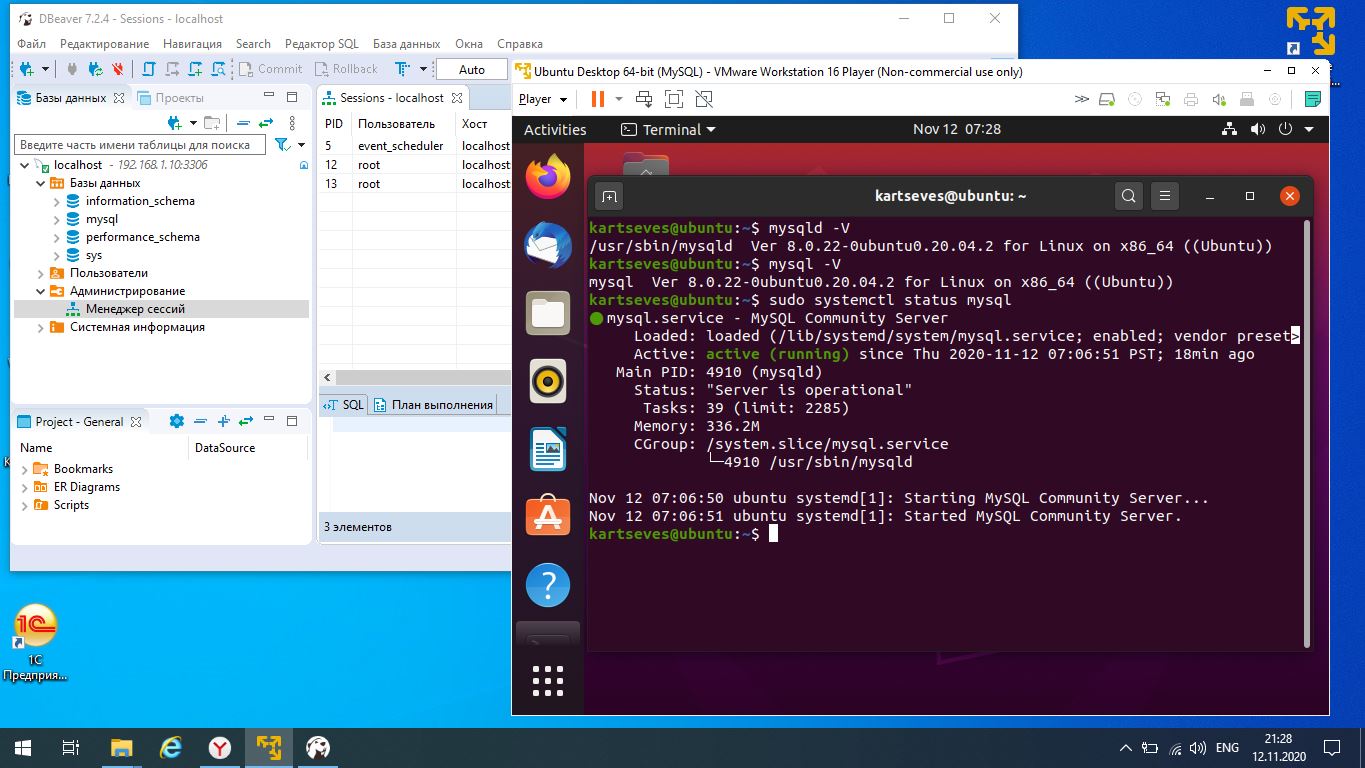 DBeaver 7.2.4 - Sessions - localhost
Файл Редактирование Навигация Search Редактор SQL База данных Окна Справка
Commit Rollback Auto
Базы данных Проекты
Введите часть имени таблицы для поиска
localhost - 192.168.1.10:3306
Базы данных
information_schema
mysql
performance_schema
sys
Пользователи
Администрирование
Менеджер сессий
Системная информация
Project - General
Name DataSource
Bookmarks
ER Diagrams
Scripts
Sessions - localhost
PID Пользователь Хост
5 event_scheduler localhost
12 root localhost
13 root localhost
SQL План выполнения
3 элементов
Ubuntu Desktop 64-bit (MySQL) - VMware Workstation 16 Player (Non-commercial use only)
Player
Activities Terminal Nov 12 07:28
kartseves@ubuntu: ~
kartseves@ubuntu:~$ mysqld -V
/usr/sbin/mysqld Ver 8.0.22-0ubuntu0.20.04.2 for Linux on x86_64 ((Ubuntu))
kartseves@ubuntu:~$ mysql -V
mysql Ver 8.0.22-0ubuntu0.20.04.2 for Linux on x86_64 ((Ubuntu))
kartseves@ubuntu:~$ sudo systemctl status mysql
mysql.service - MySQL Community Server
Loaded: loaded (/lib/systemd/system/mysql.service; enabled; vendor preset>
Active: active (running) since Thu 2020-11-12 07:06:51 PST; 18min ago
Main PID: 4910 (mysqld)
Status: "Server is operational"
Tasks: 39 (limit: 2285)
Memory: 336.2M
CGroup: /system.slice/mysql.service
└─4910 /usr/sbin/mysqld
Nov 12 07:06:50 ubuntu systemd[1]: Starting MySQL Community Server...
Nov 12 07:06:51 ubuntu systemd[1]: Started MySQL Community Server.
kartseves@ubuntu:~$
1C
Предприя...
ENG
21:28
12.11.2020